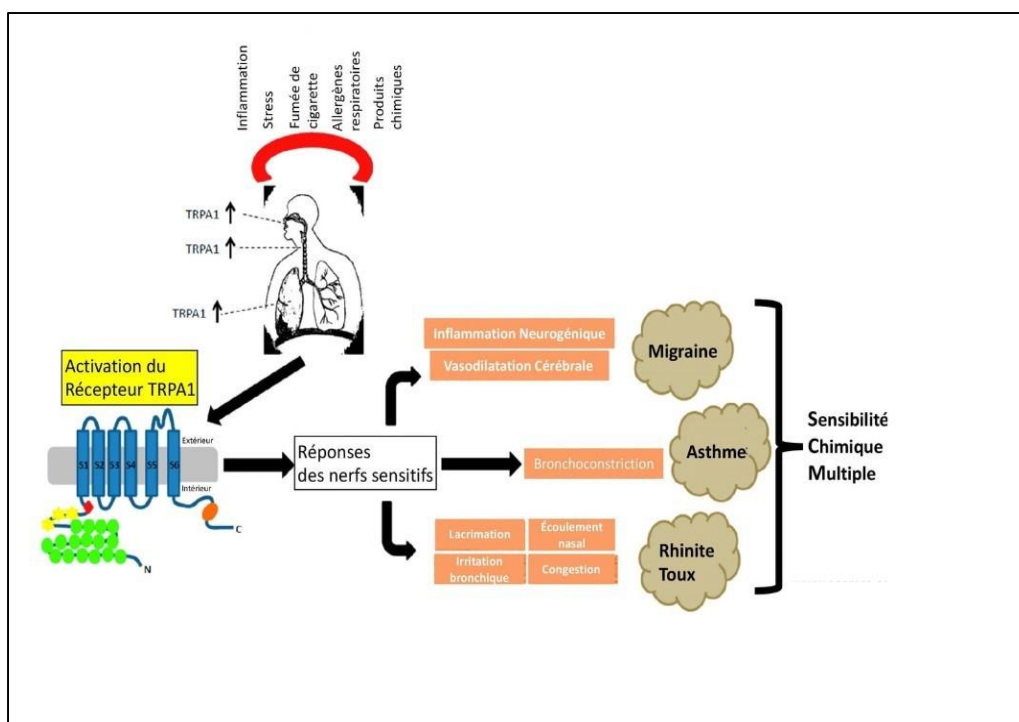 Inflammation
Stress
Fumée de
cigarette
Allergènes
respiratoires
Produits
chimiques
TRPA1
TRPA1
TRPA1
Activation du
Récepteur TRPA1
S1 S2 S3 S4 S5 S6
Extérieur
Intérieur
C
N
Réponses
des nerfs sensitifs
Inflammation Neurogénique
Vasodilatation Cérébrale
Migraine
Bronchoconstriction
Asthme
Lacrimation
Écoulement
nasal
Irritation
bronchique
Congestion
Rhinite
Toux
Sensibilité
Chimique
Multiple